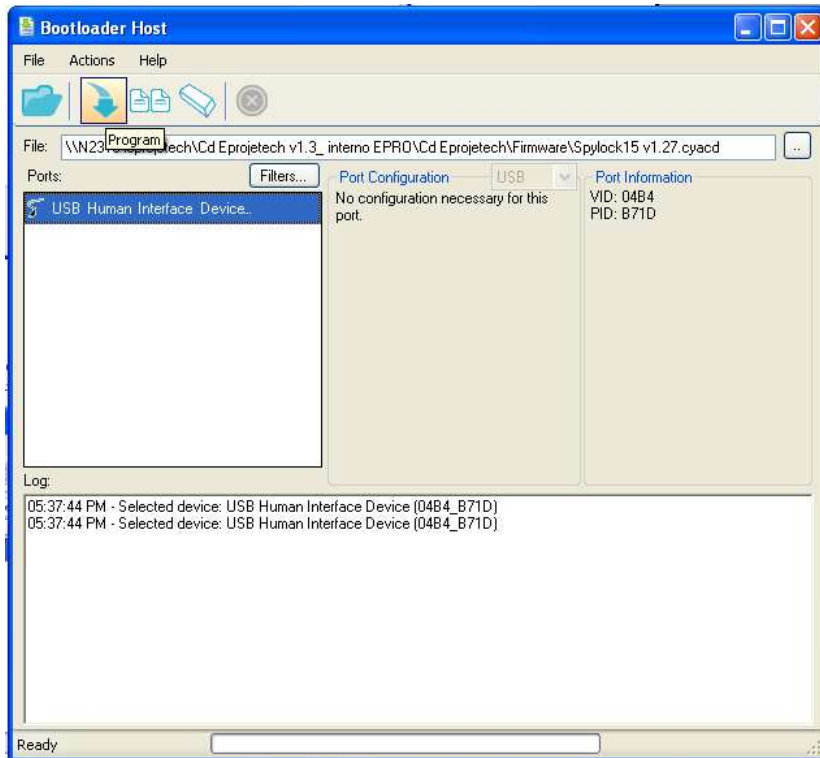 Bootloader Host
File Actions Help
Program
File: \\N23 tech\Cd Eprojetech v1.3_ interno EPRO\Cd Eprojetech\Firmware\Spylock15 v1.27.cyacd ..
Ports: Filters...
USB Human Interface Device...
Port Configuration USB
No configuration necessary for this
port.
Port Information
VID: 04B4
PID: B71D
Log:
05:37:44 PM - Selected device: USB Human Interface Device (04B4_B71D)
05:37:44 PM - Selected device: USB Human Interface Device (04B4_B71D)
Ready